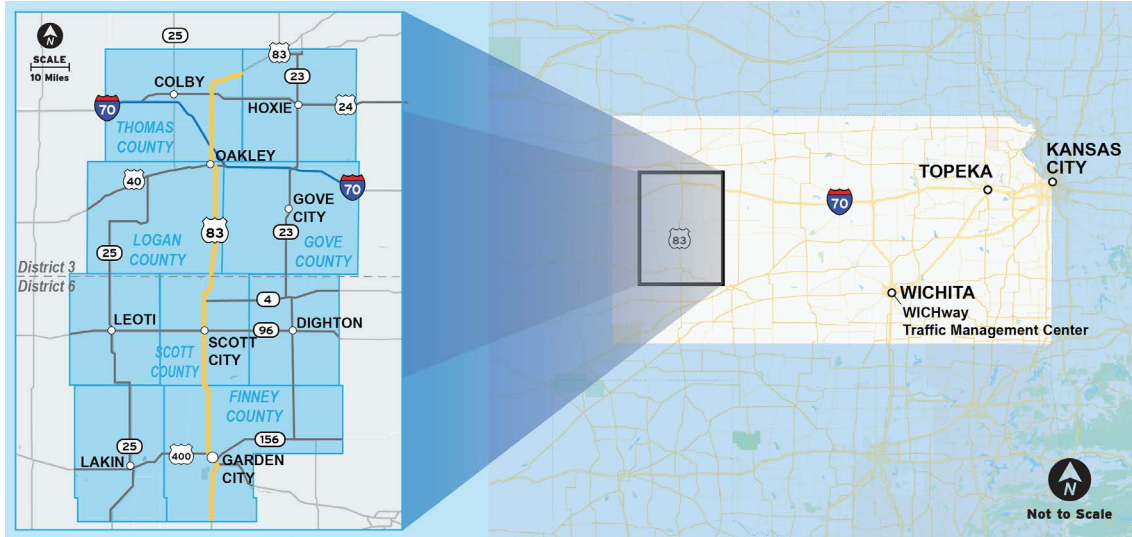 N
SCALE
10 Miles
25
83
COLBY
23
70
HOXIE
24
THOMAS
COUNTY
OAKLEY
40
70
GOVE
CITY
83
23
LOGAN
COUNTY
GOVE
COUNTY
25
District 3
District 6
4
LEOTI
96
DIGHTON
SCOTT
CITY
SCOTT
COUNTY
FINNEY
COUNTY
156
25
400
LAKIN
GARDEN
CITY
KANSAS
CITY
TOPEKA
70
83
WICHITA
WICHway
Traffic Management Center
N
Not to Scale